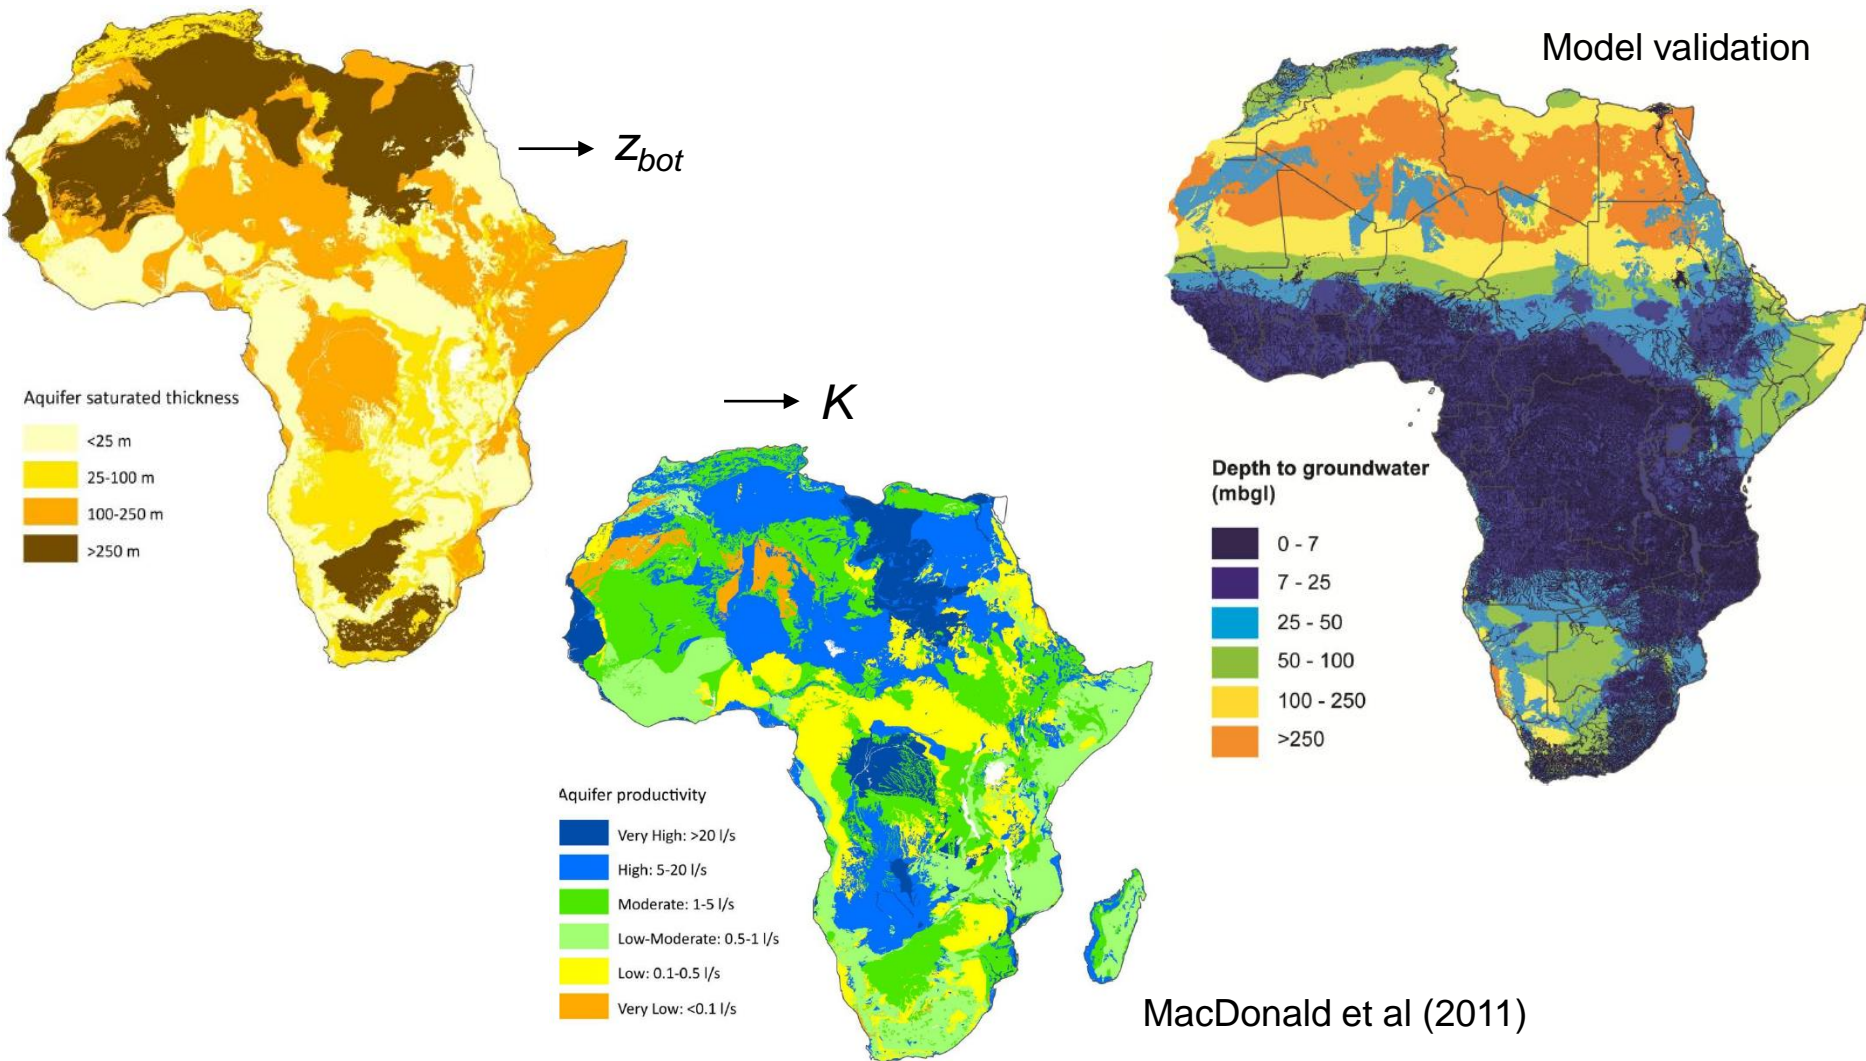 Model validation
→ z_bot
Aquifer saturated thickness
<25 m
25-100 m
100-250 m
>250 m
→ K
Aquifer productivity
Very High: >20 l/s
High: 5-20 l/s
Moderate: 1-5 l/s
Low-Moderate: 0.5-1 l/s
Low: 0.1-0.5 l/s
Very Low: <0.1 l/s
Depth to groundwater
(mbgl)
0 - 7
7 - 25
25 - 50
50 - 100
100 - 250
>250
MacDonald et al (2011)